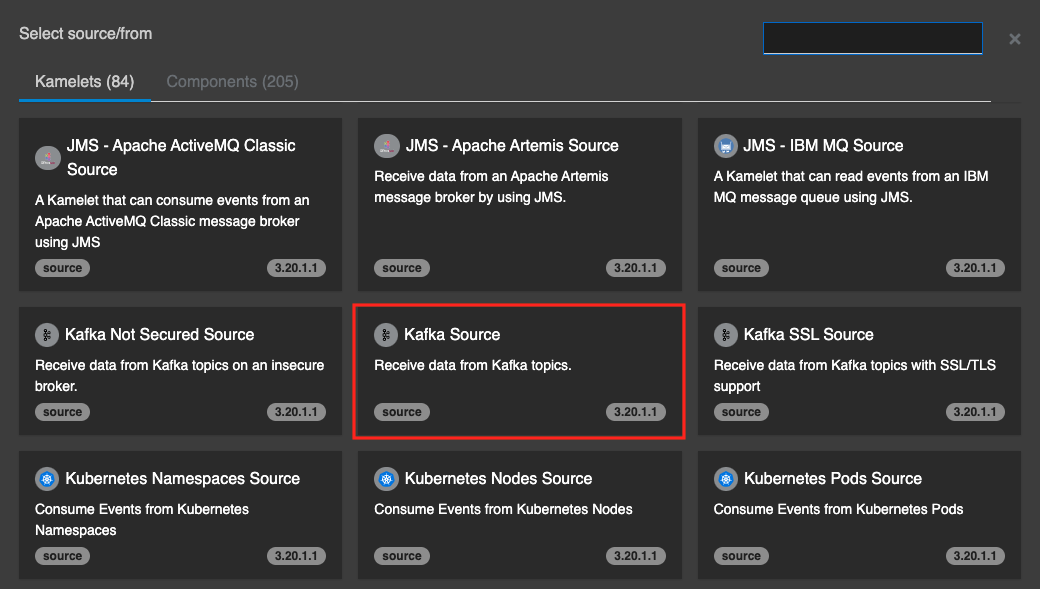 Select source/from
Kamelets (84)
Components (205)
JMS - Apache ActiveMQ Classic
Source
A Kamelet that can consume events from an
Apache ActiveMQ Classic message broker
using JMS
source
3.20.1.1
JMS - Apache Artemis Source
Receive data from an Apache Artemis
message broker by using JMS.
source
3.20.1.1
JMS - IBM MQ Source
A Kamelet that can read events from an IBM
MQ message queue using JMS.
source
3.20.1.1
Kafka Not Secured Source
Receive data from Kafka topics on an insecure
broker.
source
3.20.1.1
Kafka Source
Receive data from Kafka topics.
source
3.20.1.1
Kafka SSL Source
Receive data from Kafka topics with SSL/TLS
support
source
3.20.1.1
Kubernetes Namespaces Source
Consume Events from Kubernetes
Namespaces
source
3.20.1.1
Kubernetes Nodes Source
Consume Events from Kubernetes Nodes
source
3.20.1.1
Kubernetes Pods Source
Consume Events from Kubernetes Pods
source
3.20.1.1